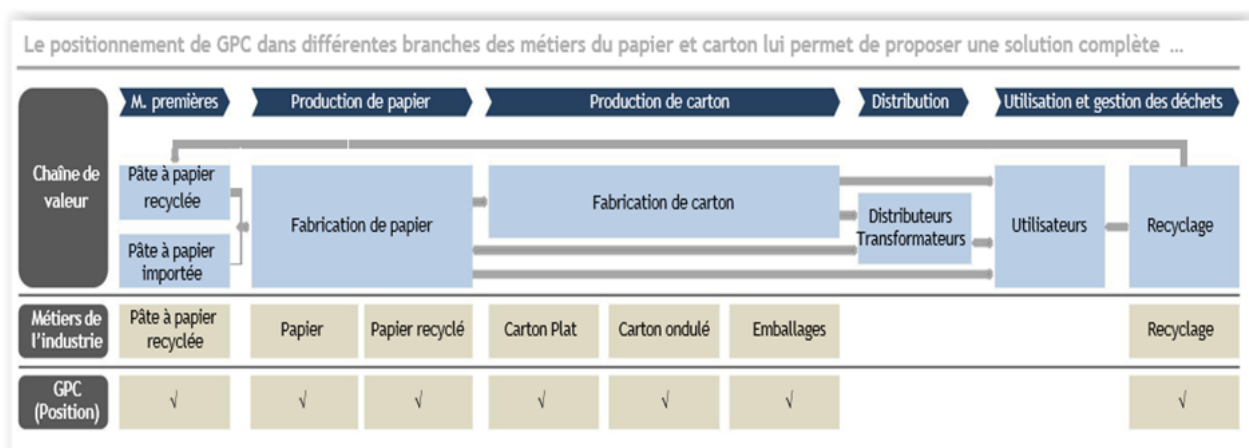 Le positionnement de GPC dans différentes branches des métiers du papier et carton lui permet de proposer une solution complète ...
M. premières
Production de papier
Production de carton
Distribution
Utilisation et gestion des déchets
Chaîne de
valeur
Pâte à papier
recyclée
Pâte à papier
importée
Fabrication de papier
Fabrication de carton
Distributeurs
Transformateurs
Utilisateurs
Recyclage
Métiers de
l'industrie
Pâte à papier
recyclée
Papier
Papier recyclé
Carton Plat
Carton ondulé
Emballages
Recyclage
GPC
(Position)
√ √ √ √ √ √ √